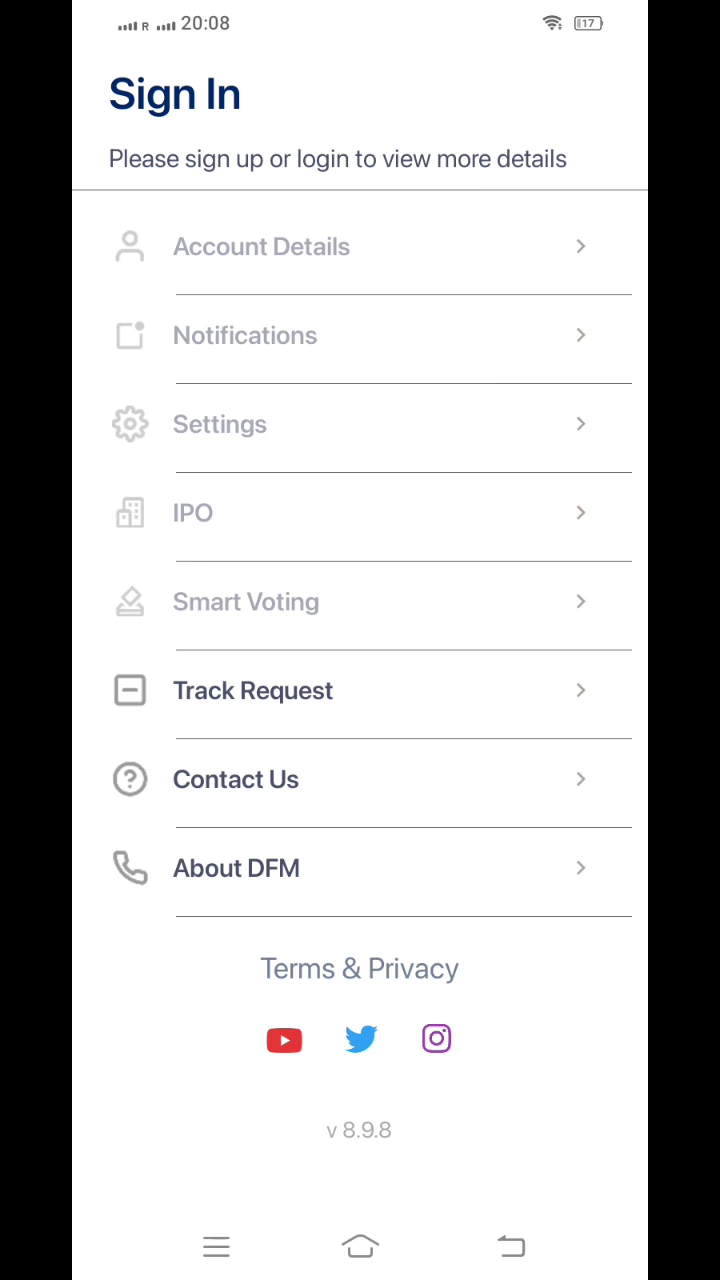 R 20:08 17
Sign In
Please sign up or login to view more details
Account Details
Notifications
Settings
IPO
Smart Voting
Track Request
Contact Us
About DFM
Terms & Privacy
v 8.9.8